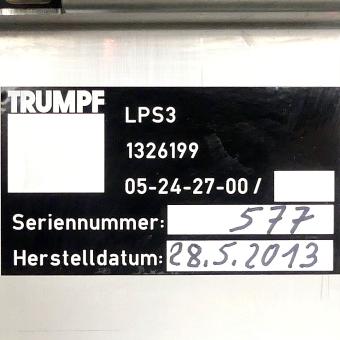 TRUMPF
LPS3
1326199
05-24-27-00 /
Seriennummer: 577
Herstelldatum: 28.5.2013